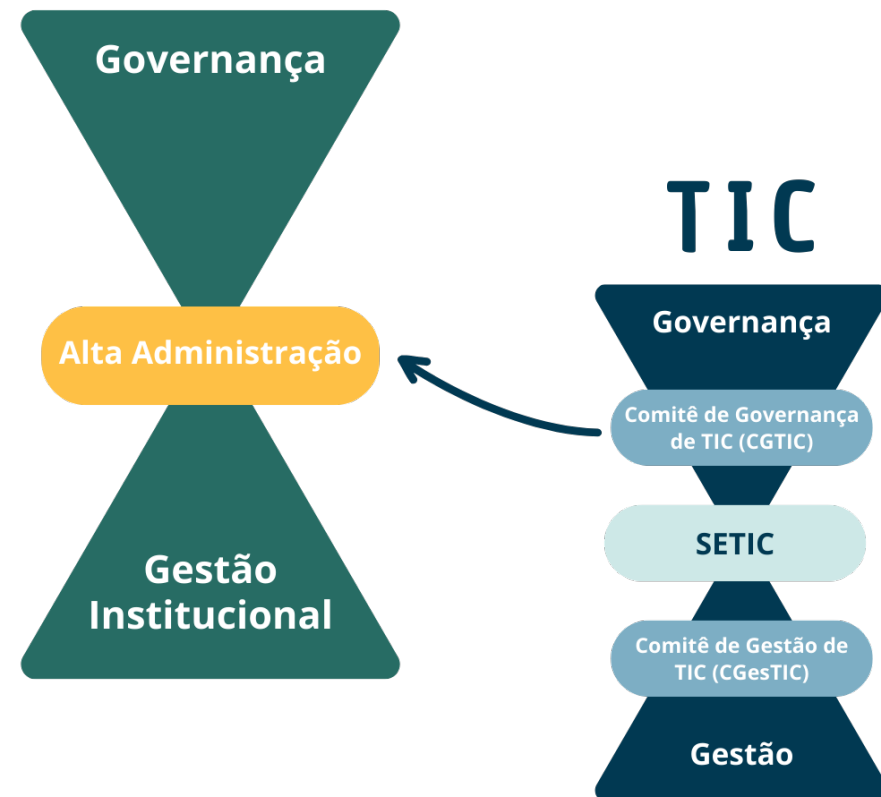 Governança
Alta Administração
Gestão
Institucional
TIC
Governança
Comitê de Governança
de TIC (CGTIC)
SETIC
Comitê de Gestão de
TIC (CGesTIC)
Gestão